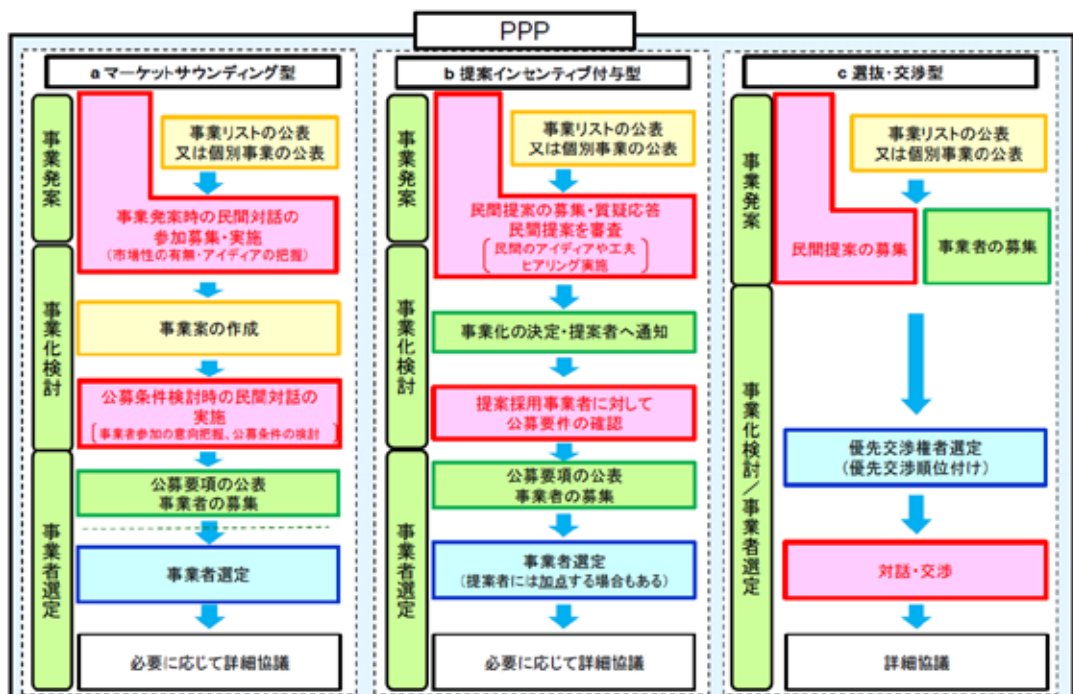 PPP
a マーケットサウンディング型
事業発案
事業リストの公表
又は個別事業の公表
事業発案時の民間対話の
参加募集・実施
(市場性の有無・アイディアの把握)
事業化検討
事業案の作成
公募条件検討時の民間対話の
実施
事業者参加の意向把握、公募条件の検討
事業者選定
公募要項の公表
事業者の募集
事業者選定
必要に応じて詳細協議
b 提案インセンティブ付与型
事業発案
事業リストの公表
又は個別事業の公表
民間提案の募集・質疑応答
民間提案を審査
民間のアイディアや工夫
ヒアリング実施
事業化検討
事業化の決定・提案者へ通知
提案採用事業者に対して
公募要件の確認
事業者選定
公募要項の公表
事業者の募集
事業者選定
(提案者には加点する場合もある)
必要に応じて詳細協議
c 選抜・交渉型
事業発案
事業リストの公表
又は個別事業の公表
民間提案の募集
事業者の募集
事業化検討/事業者選定
優先交渉権者選定
(優先交渉順位付け)
対話・交渉
詳細協議